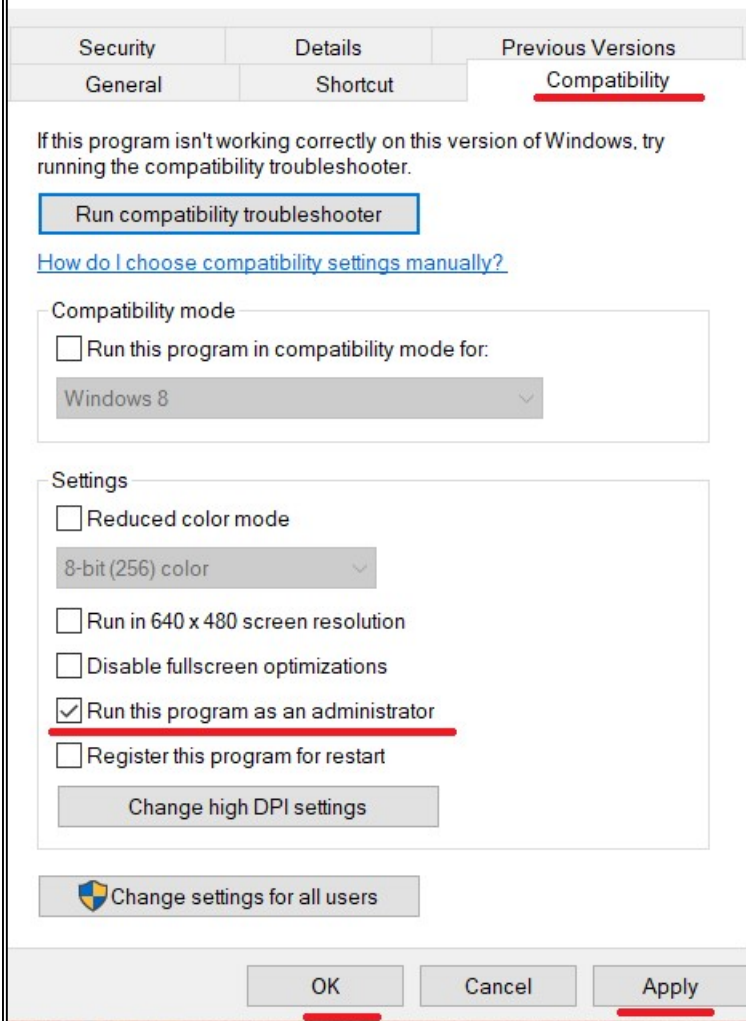 Security Details Previous Versions
General Shortcut Compatibility
If this program isn't working correctly on this version of Windows, try
running the compatibility troubleshooter.
Run compatibility troubleshooter
How do I choose compatibility settings manually?
Compatibility mode
Run this program in compatibility mode for:
Windows 8
Settings
Reduced color mode
8-bit (256) color
Run in 640 x 480 screen resolution
Disable fullscreen optimizations
Run this program as an administrator
Register this program for restart
Change high DPI settings
Change settings for all users
OK Cancel Apply